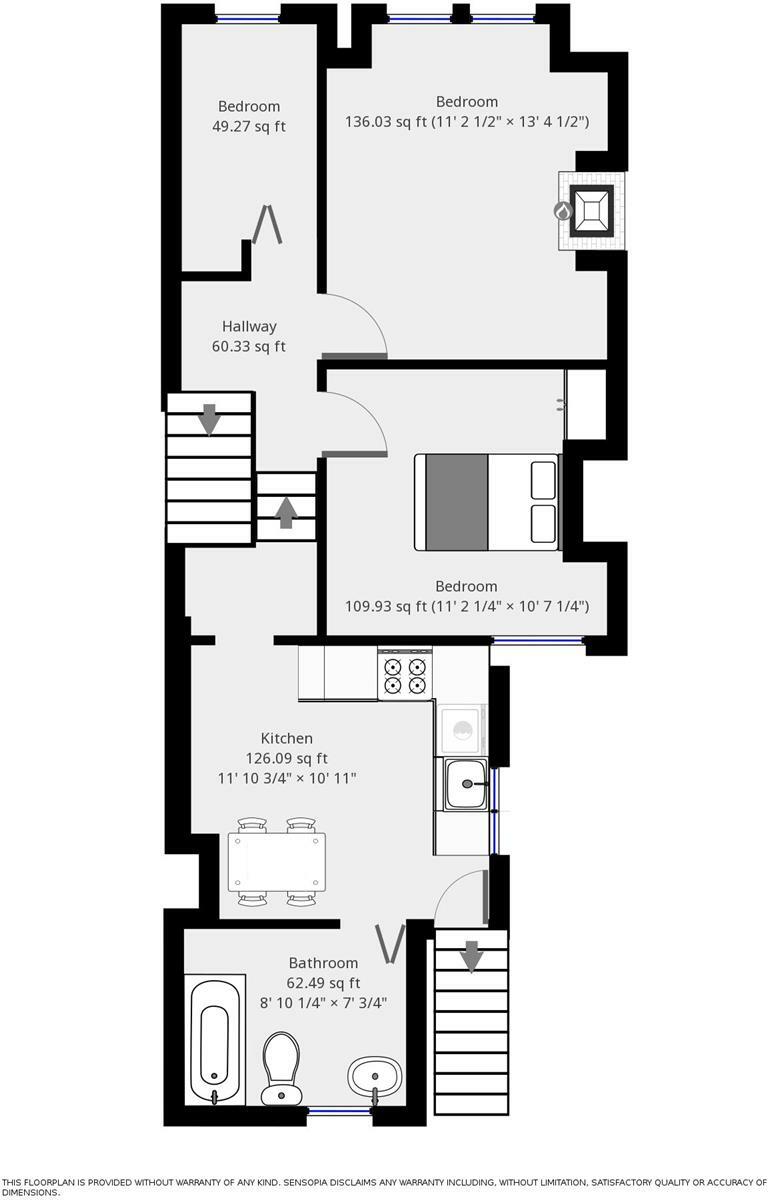 Bedroom
49.27 sq ft
Bedroom
136.03 sq ft (11' 2 1/2" × 13' 4 1/2")
Hallway
60.33 sq ft
Bedroom
109.93 sq ft (11' 2 1/4" × 10' 7 1/4")
Kitchen
126.09 sq ft
11' 10 3/4" × 10' 11"
Bathroom
62.49 sq ft
8' 10 1/4" × 7' 3/4"
THIS FLOORPLAN IS PROVIDED WITHOUT WARRANTY OF ANY KIND. SENSOPIA DISCLAIMS ANY WARRANTY INCLUDING, WITHOUT LIMITATION, SATISFACTORY QUALITY OR ACCURACY OF
DIMENSIONS.